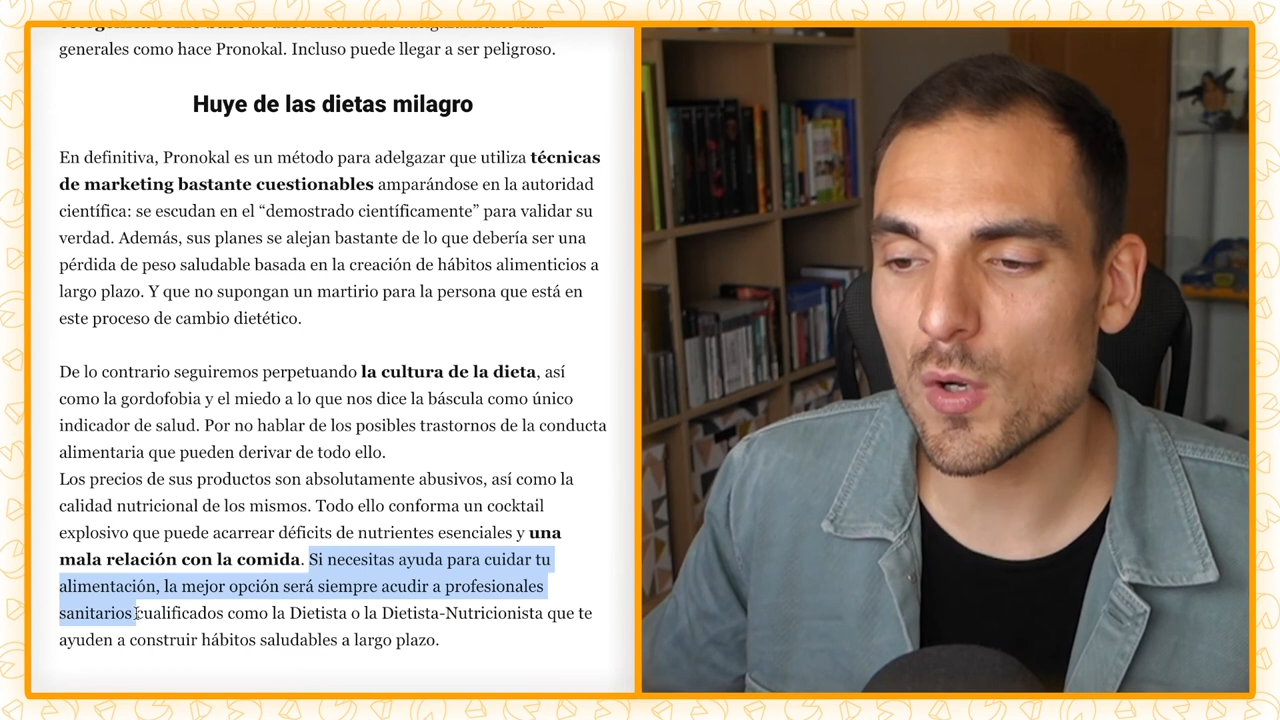 generales como hace Pronokal. Incluso puede llegar a ser peligroso.
Huye de las dietas milagro
En definitiva, Pronokal es un método para adelgazar que utiliza técnicas
de marketing bastante cuestionables amparándose en la autoridad
científica: se escudan en el “demostrado científicamente” para validar su
verdad. Además, sus planes se alejan bastante de lo que debería ser una
pérdida de peso saludable basada en la creación de hábitos alimenticios a
largo plazo. Y que no supongan un martirio para la persona que está en
este proceso de cambio dietético.
De lo contrario seguiremos perpetuando la cultura de la dieta, así
como la gordofobia y el miedo a lo que nos dice la báscula como único
indicador de salud. Por no hablar de los posibles trastornos de la conducta
alimentaria que pueden derivar de todo ello.
Los precios de sus productos son absolutamente abusivos, así como la
calidad nutricional de los mismos. Todo ello conforma un cocktail
explosivo que puede acarrear déficits de nutrientes esenciales y una
mala relación con la comida. Si necesitas ayuda para cuidar tu
alimentación, la mejor opción será siempre acudir a profesionales
sanitarios cualificados como la Dietista o la Dietista-Nutricionista que te
ayuden a construir hábitos saludables a largo plazo.